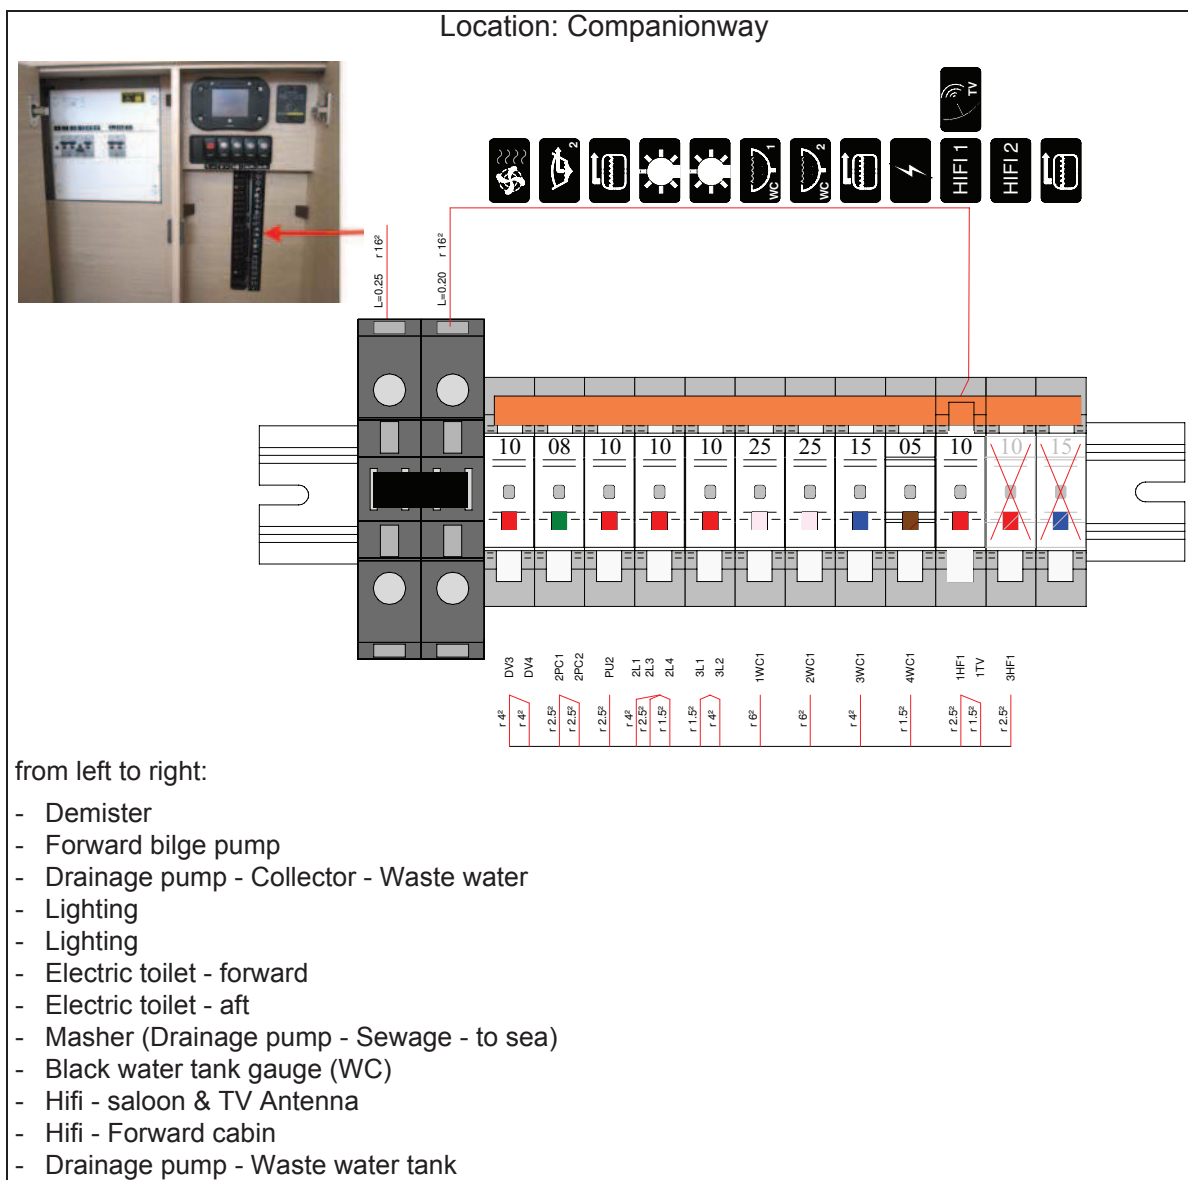 Location: Companionway
TV
2
1
WC
2
WC
HIFI 1
HIFI 2
L=0.25 r 16²
L=0.20 r 16²
10 08 10 10 10 25 25 15 05 10 10 15
DV3 DV4 2PC1 2PC2 PU2 2L1 2L3 2L4 3L1 3L2 1WC1 2WC1 3WC1 4WC1 1HF1 1TV 3HF1
r 4² r 4² r 2.5² r 2.5² r 2.5² r 4² r 2.5² r 1.5² r 1.5² r 4² r 6² r 6² r 4² r 1.5² r 2.5² r 1.5² r 2.5²
from left to right:
- Demister
- Forward bilge pump
- Drainage pump - Collector - Waste water
- Lighting
- Lighting
- Electric toilet - forward
- Electric toilet - aft
- Masher (Drainage pump - Sewage - to sea)
- Black water tank gauge (WC)
- Hifi - saloon & TV Antenna
- Hifi - Forward cabin
- Drainage pump - Waste water tank